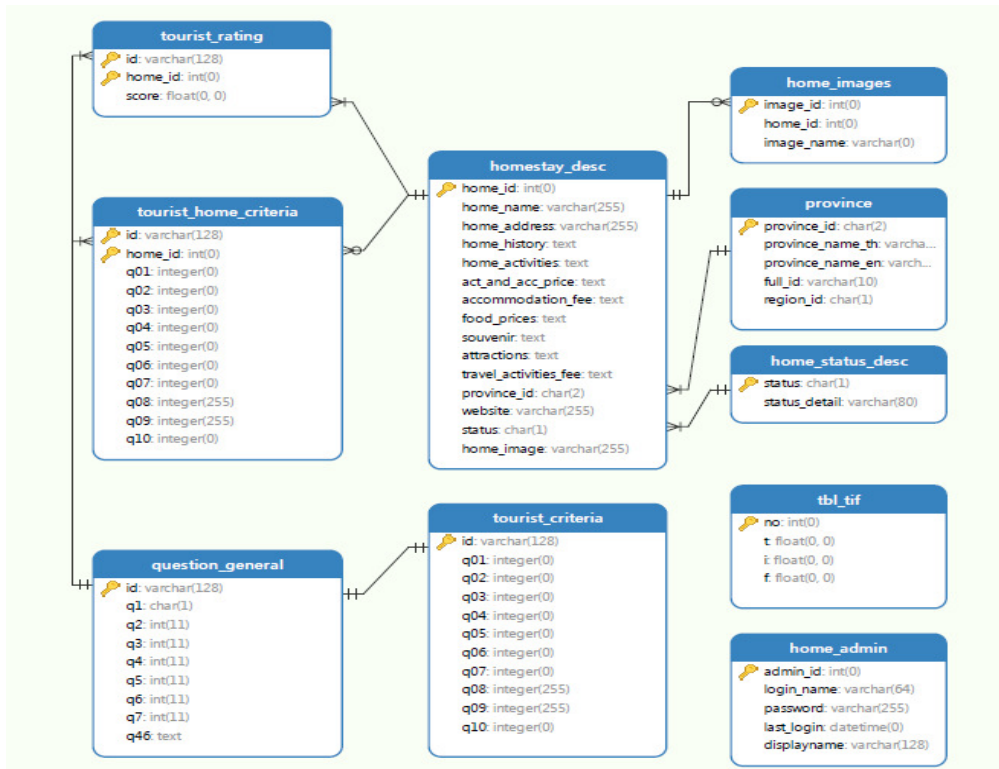 tourist_rating
id: varchar(128)
home_id: int(0)
score: float(0, 0)
tourist_home_criteria
id: varchar(128)
home_id: int(0)
q01: integer(0)
q02: integer(0)
q03: integer(0)
q04: integer(0)
q05: integer(0)
q06: integer(0)
q07: integer(0)
q08: integer(255)
q09: integer(255)
q10: integer(0)
question_general
id: varchar(128)
q1: char(1)
q2: int(11)
q3: int(11)
q4: int(11)
q5: int(11)
q6: int(11)
q7: int(11)
q46: text
homestay_desc
home_id: int(0)
home_name: varchar(255)
home_address: varchar(255)
home_history: text
home_activities: text
act_and_acc_price: text
accommodation_fee: text
food_prices: text
souvenir: text
attractions: text
travel_activities_fee: text
province_id: char(2)
website: varchar(255)
status: char(1)
home_image: varchar(255)
tourist_criteria
id: varchar(128)
q01: integer(0)
q02: integer(0)
q03: integer(0)
q04: integer(0)
q05: integer(0)
q06: integer(0)
q07: integer(0)
q08: integer(255)
q09: integer(255)
q10: integer(0)
home_images
image_id: int(0)
home_id: int(0)
image_name: varchar(0)
province
province_id: char(2)
province_name_th: varcha...
province_name_en: varch...
full_id: varchar(10)
region_id: char(1)
home_status_desc
status: char(1)
status_detail: varchar(80)
tbl_tif
no: int(0)
t: float(0, 0)
i: float(0, 0)
f: float(0, 0)
home_admin
admin_id: int(0)
login_name: varchar(64)
password: varchar(255)
last_login: datetime(0)
displayname: varchar(128)